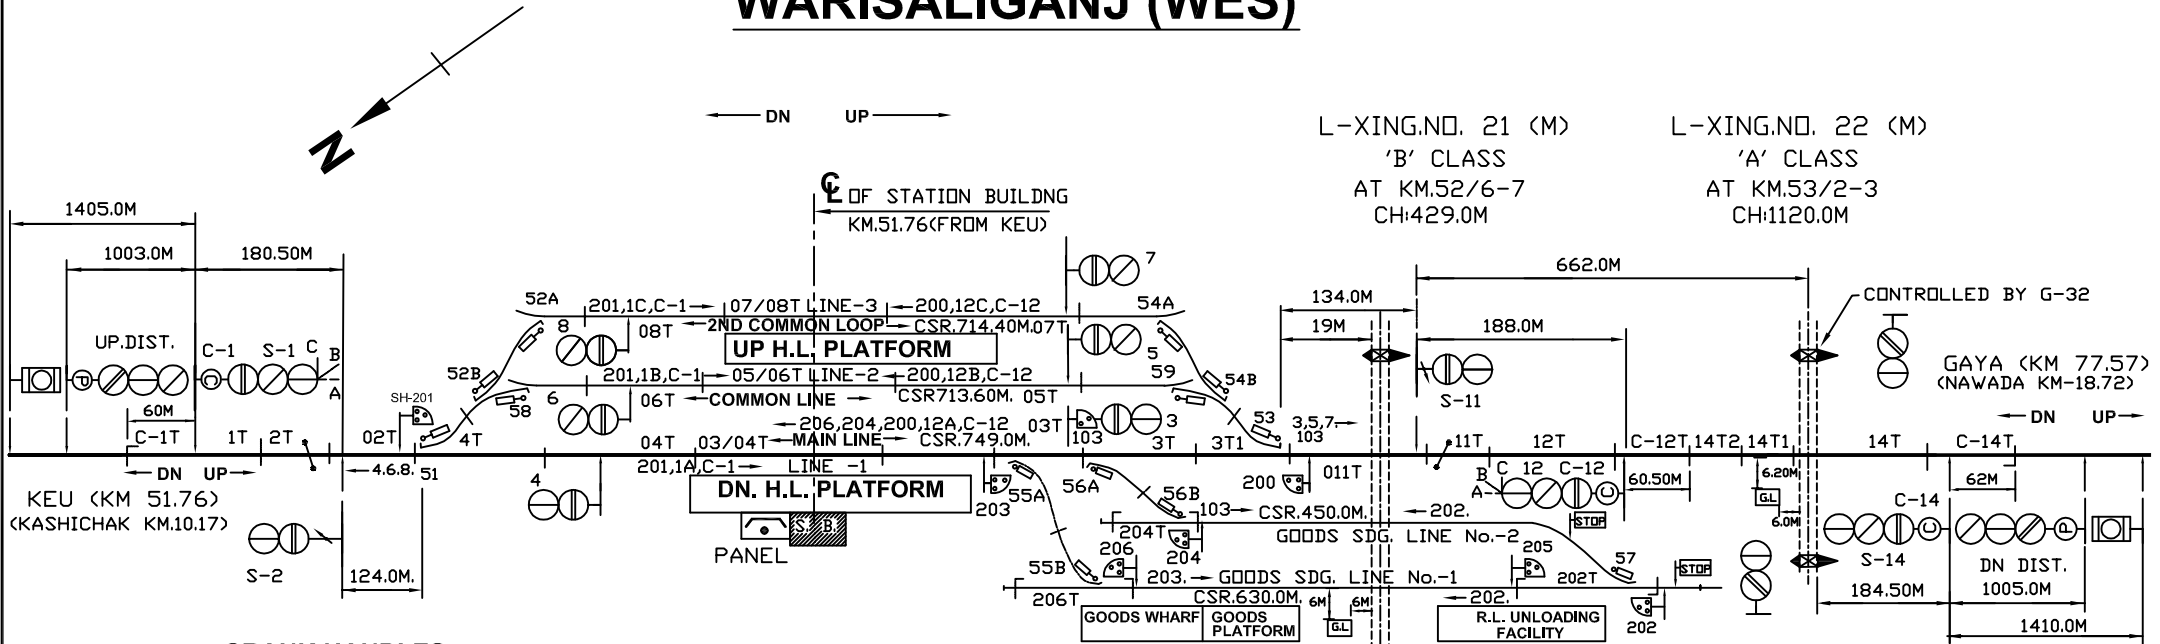 WARISALIGANJ (WES)
N
DN UP
L-XING.NO. 21 (M)
'B' CLASS
AT KM.52/6-7
CH:429.0M
L-XING.NO. 22 (M)
'A' CLASS
AT KM.53/2-3
CH:1120.0M
CL OF STATION BUILDNG
KM.51.76(FROM KEU)
1405.0M
1003.0M
180.50M
662.0M
134.0M
19M
188.0M
CONTROLLED BY G-32
GAYA (KM 77.57)
(NAWADA KM-18.72)
DN UP
UP.DIST.
C-1 S-1 C B A
P C
60M
C-1T 1T 2T
DN UP
KEU (KM 51.76)
(KASHICHAK KM.10.17)
S-2
124.0M.
4.6.8. 51
SH-201
02T
4T
52A
52B
58
8
6
4
7
5
59
3
201,1C,C-1 07/08T LINE-3 200,12C,C-12
54A
08T 2ND COMMON LOOP CSR.714.40M.07T
UP H.L. PLATFORM
201,1B,C-1 05/06T LINE-2 200,12B,C-12
54B
06T COMMON LINE CSR713.60M. 05T
206,204,200,12A,C-12 03T
103
53
3,5,7.
103
04T 03/04T MAIN LINE CSR.749.0M.
3T 3T1
201,1A,C-1 LINE -1
DN. H.L. PLATFORM
S. B.
PANEL
203
55A
56A
56B
200
011T
S-11
11T 12T C-12T 14T2 14T1 14T C-14T
B C 12 C-12
A C
60.50M
6.20M
G.L
6.0M
62M
103 CSR.450.0M. 202.
STOP
204T
204
GOODS SDG. LINE No.-2
206
205
57
55B
203. GOODS SDG. LINE No.-1
202T
STOP
206T
CSR.630.0M.
6M 6M
G.L
202.
202
GOODS WHARF
GOODS PLATFORM
R.L. UNLOADING
FACILITY
C-14
C P
S-14
DN DIST.
184.50M
1005.0M
1410.0M